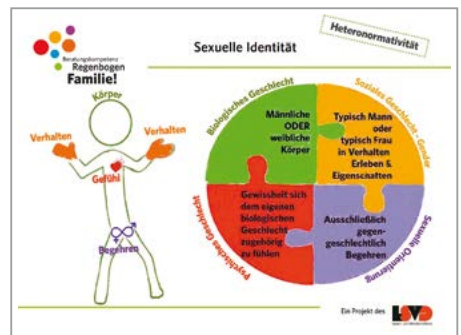 Beratungskompetenz
Regenbogen
Familie!
Sexuelle Identität
Heteronormativität
Körper
Verhalten
Verhalten
Gefühl
Begehren
Biologisches Geschlecht
Männliche
ODER
weibliche
Körper
Soziales Geschlecht - Gender
Typisch Mann
oder
typisch Frau
in Verhalten
Erleben &
Eigenschaften
Psychisches Geschlecht
Gewissheit sich
dem eigenen
biologischen
Geschlecht
zugehörig
zu fühlen
Sexuelle Orientierung
Ausschließlich
gegen-
geschlechtlich
Begehren
Ein Projekt des
LSVD